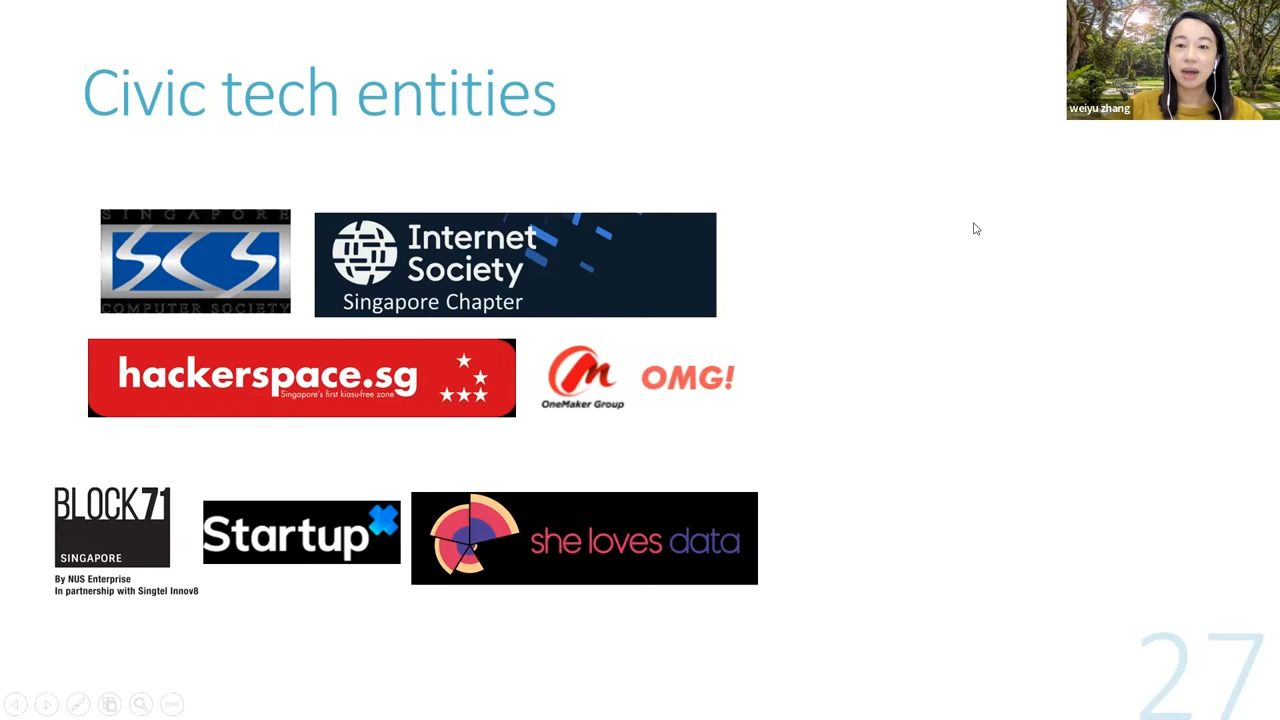 Civic tech entities
weiyu zhang
SINGAPORE
SCS
COMPUTER SOCIETY
Internet
Society
Singapore Chapter
hackerspace.sg
Singapore's first kiasu-free zone
OneMaker Group
OMG!
BLOCK71
SINGAPORE
By NUS Enterprise
In partnership with Singtel Innov8
Startup
she loves data
27